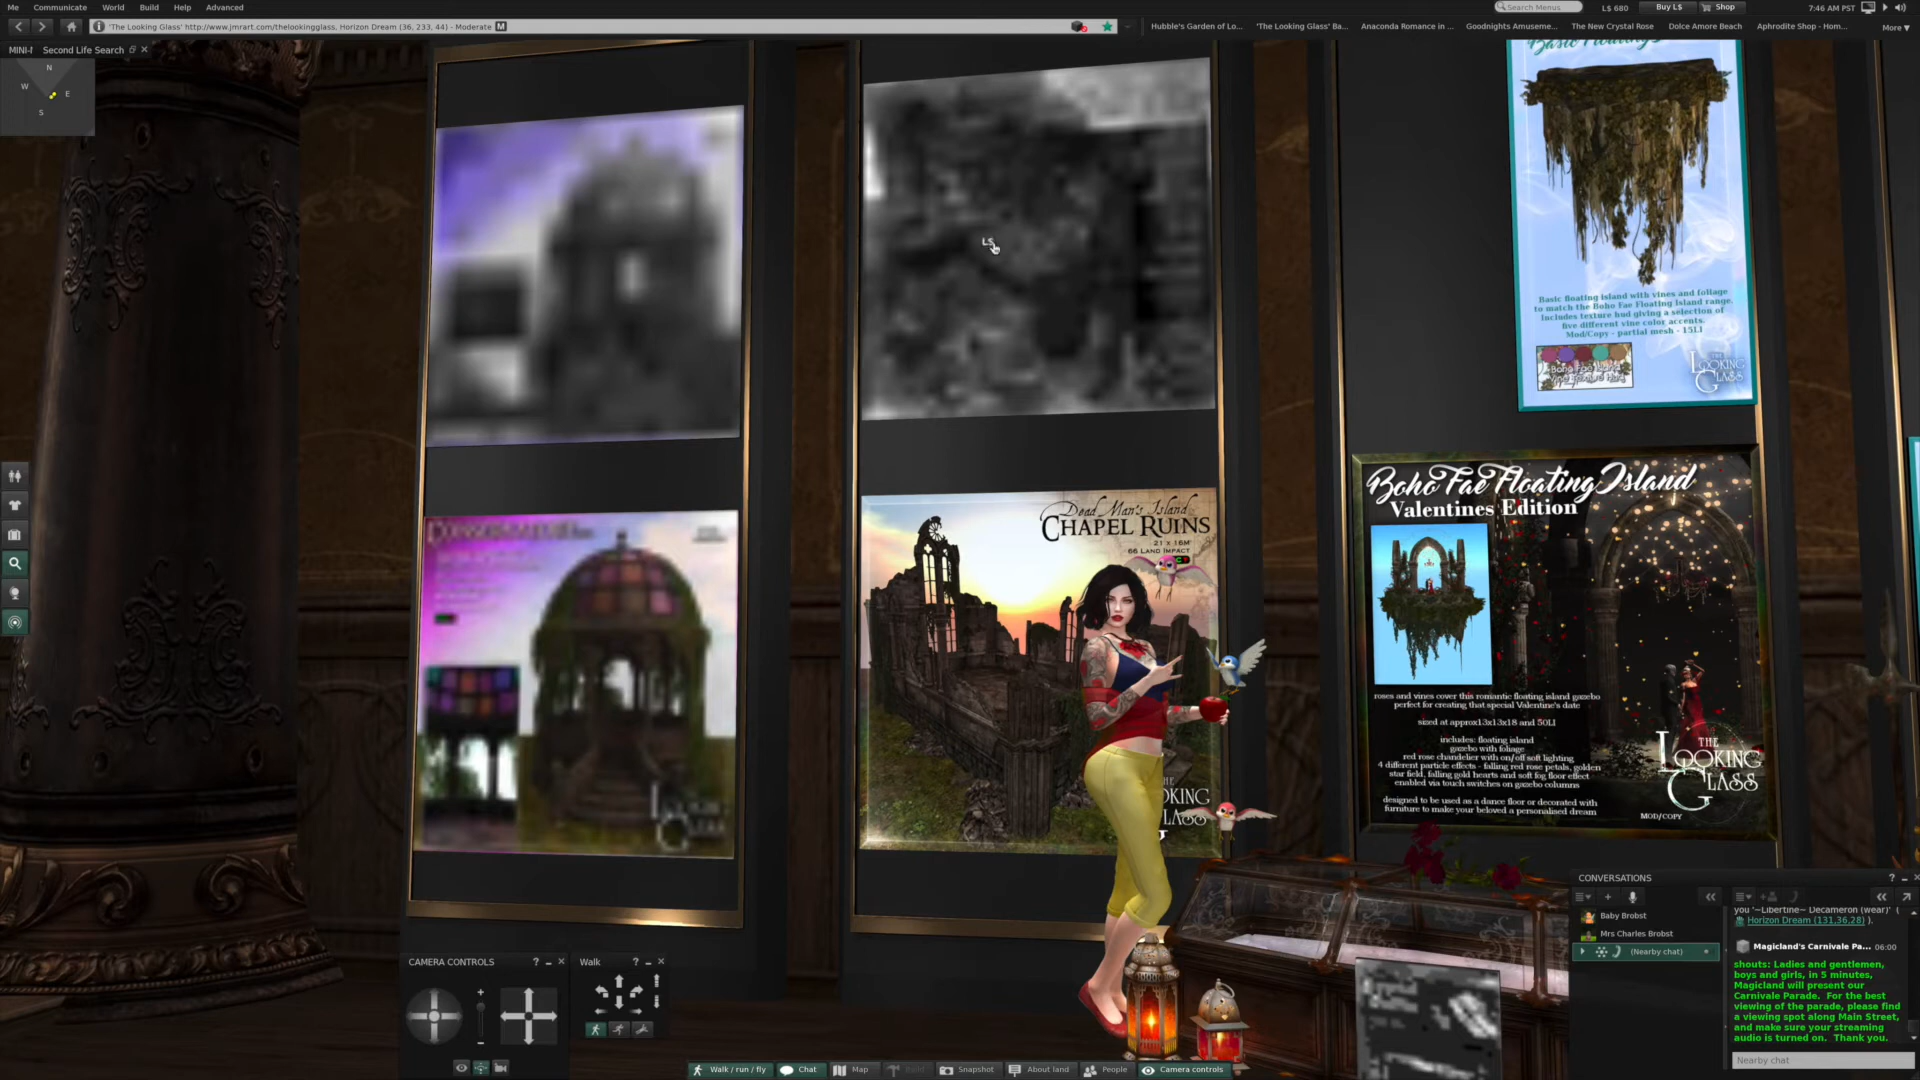 Me Communicate World Build Help Advanced
Search Menus L$ 680 Buy L$ Shop 7:46 AM PST
'The Looking Glass' http://www.jmrart.com/thelookingglass, Horizon Dream (36, 233, 44) - Moderate M
Hubble's Garden of Lo... 'The Looking Glass' Ba... Anaconda Romance in ... Goodnights Amuseme... The New Crystal Rose Dolce Amore Beach Aphrodite Shop - Hom... More
Second Life Search
N
W
E
S
L$
Basic floating island with vines and foliage
to match the Boho Fae Floating Island range.
Includes texture hud giving a selection of
five different vine color accents.
Mod/Copy - partial mesh - 15LI
THE
LOOKING
GLASS
Boho Fae Floating Island
Valentines Edition
roses and vines cover this romantic floating island gazebo
perfect for creating that special Valentine's date
sized at approx13x13x18 and 50LI
includes: floating island
gazebo with foliage
red rose chandelier with on/off soft lighting
4 different particle effects - falling red rose petals, golden
star field, falling gold hearts and soft fog floor effect
enabled via touch switches on gazebo columns
designed to be used as a dance floor or decorated with
furniture to make your beloved a personalised dream
MOD/COPY
THE
LOOKING
GLASS
Dead Man's Island
CHAPEL RUINS
21 x 16M
66 LAND IMPACT
CONVERSATIONS
Baby Brobst
Mrs Charles Brobst
(Nearby chat)
you '~Libertine~ Decameron (wear)' (
Horizon Dream (131,36,28) ).
Magicland's Carnivale Pa... 06:00
shouts: Ladies and gentlemen,
boys and girls, in 5 minutes,
Magicland will present our
Carnivale Parade. For the best
viewing of the parade, please find
a viewing spot along Main Street,
and make sure your streaming
audio is turned on. Thank you.
Nearby chat
CAMERA CONTROLS
Walk
Walk / run / fly Chat Map Build Snapshot About land People Camera controls